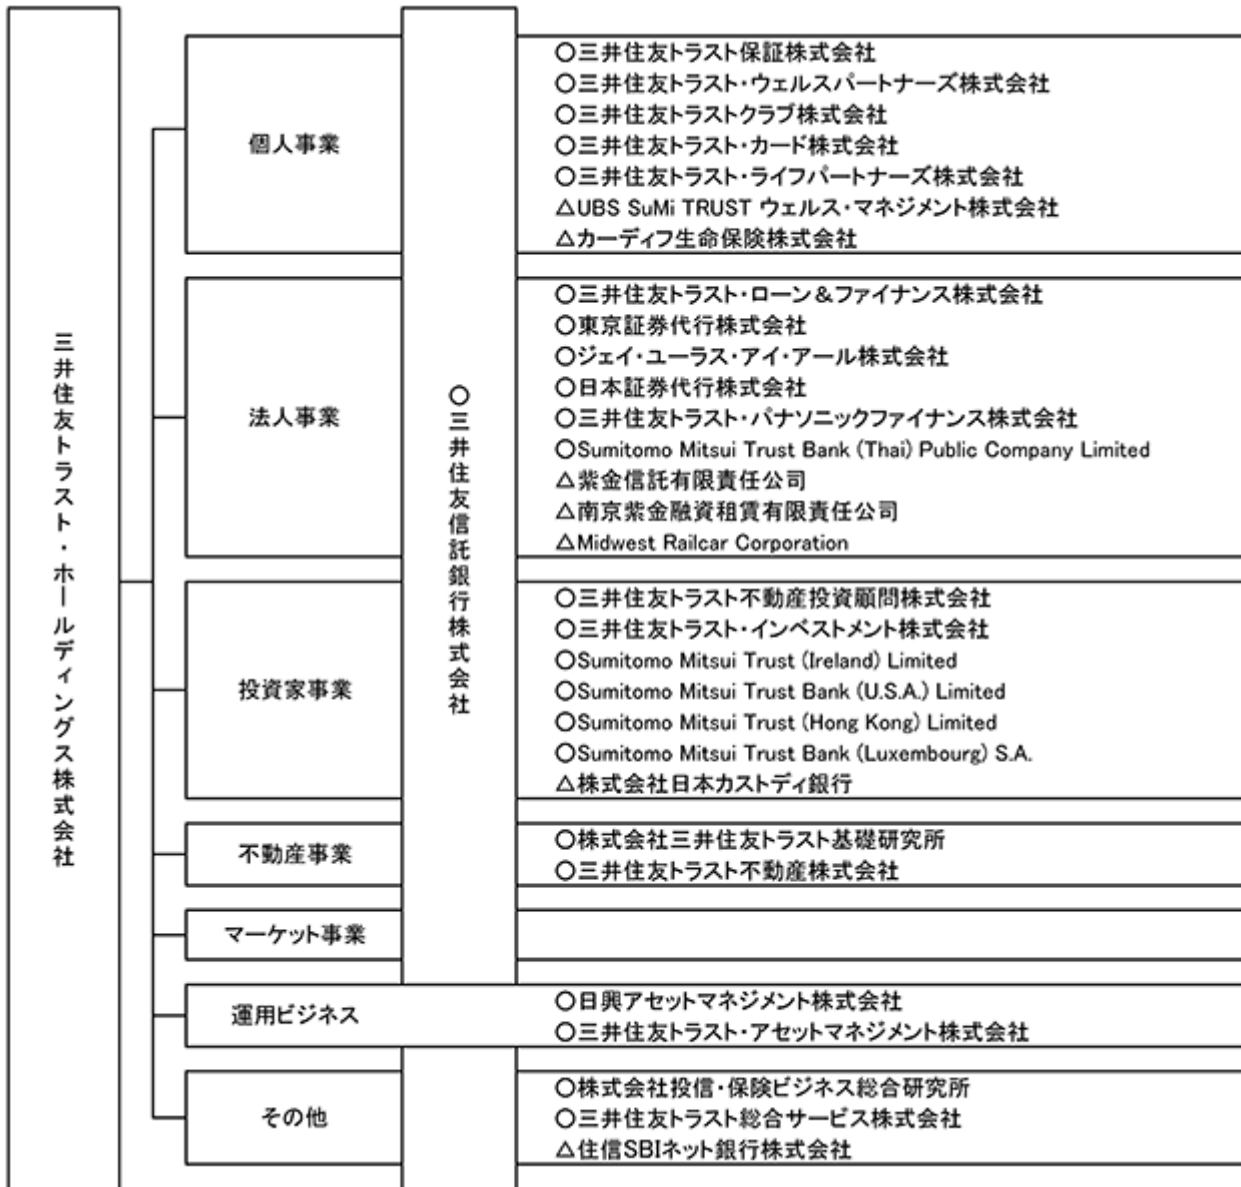 三井住友トラスト・ホールディングス株式会社
〇三井住友信託銀行株式会社
個人事業
〇三井住友トラスト保証株式会社
〇三井住友トラスト・ウェルスパートナーズ株式会社
〇三井住友トラストクラブ株式会社
〇三井住友トラスト・カード株式会社
〇三井住友トラスト・ライフパートナーズ株式会社
△UBS SuMi TRUST ウェルス・マネジメント株式会社
△カーディフ生命保険株式会社
法人事業
〇三井住友トラスト・ローン＆ファイナンス株式会社
〇東京証券代行株式会社
〇ジェイ・ユーラス・アイ・アール株式会社
〇日本証券代行株式会社
〇三井住友トラスト・パナソニックファイナンス株式会社
〇Sumitomo Mitsui Trust Bank (Thai) Public Company Limited
△紫金信託有限責任公司
△南京紫金融資租賃有限責任公司
△Midwest Railcar Corporation
投資家事業
〇三井住友トラスト不動産投資顧問株式会社
〇三井住友トラスト・インベストメント株式会社
〇Sumitomo Mitsui Trust (Ireland) Limited
〇Sumitomo Mitsui Trust Bank (U.S.A.) Limited
〇Sumitomo Mitsui Trust (Hong Kong) Limited
〇Sumitomo Mitsui Trust Bank (Luxembourg) S.A.
△株式会社日本カストディ銀行
不動産事業
〇株式会社三井住友トラスト基礎研究所
〇三井住友トラスト不動産株式会社
マーケット事業
運用ビジネス
〇日興アセットマネジメント株式会社
〇三井住友トラスト・アセットマネジメント株式会社
その他
〇株式会社投信・保険ビジネス総合研究所
〇三井住友トラスト総合サービス株式会社
△住信SBIネット銀行株式会社